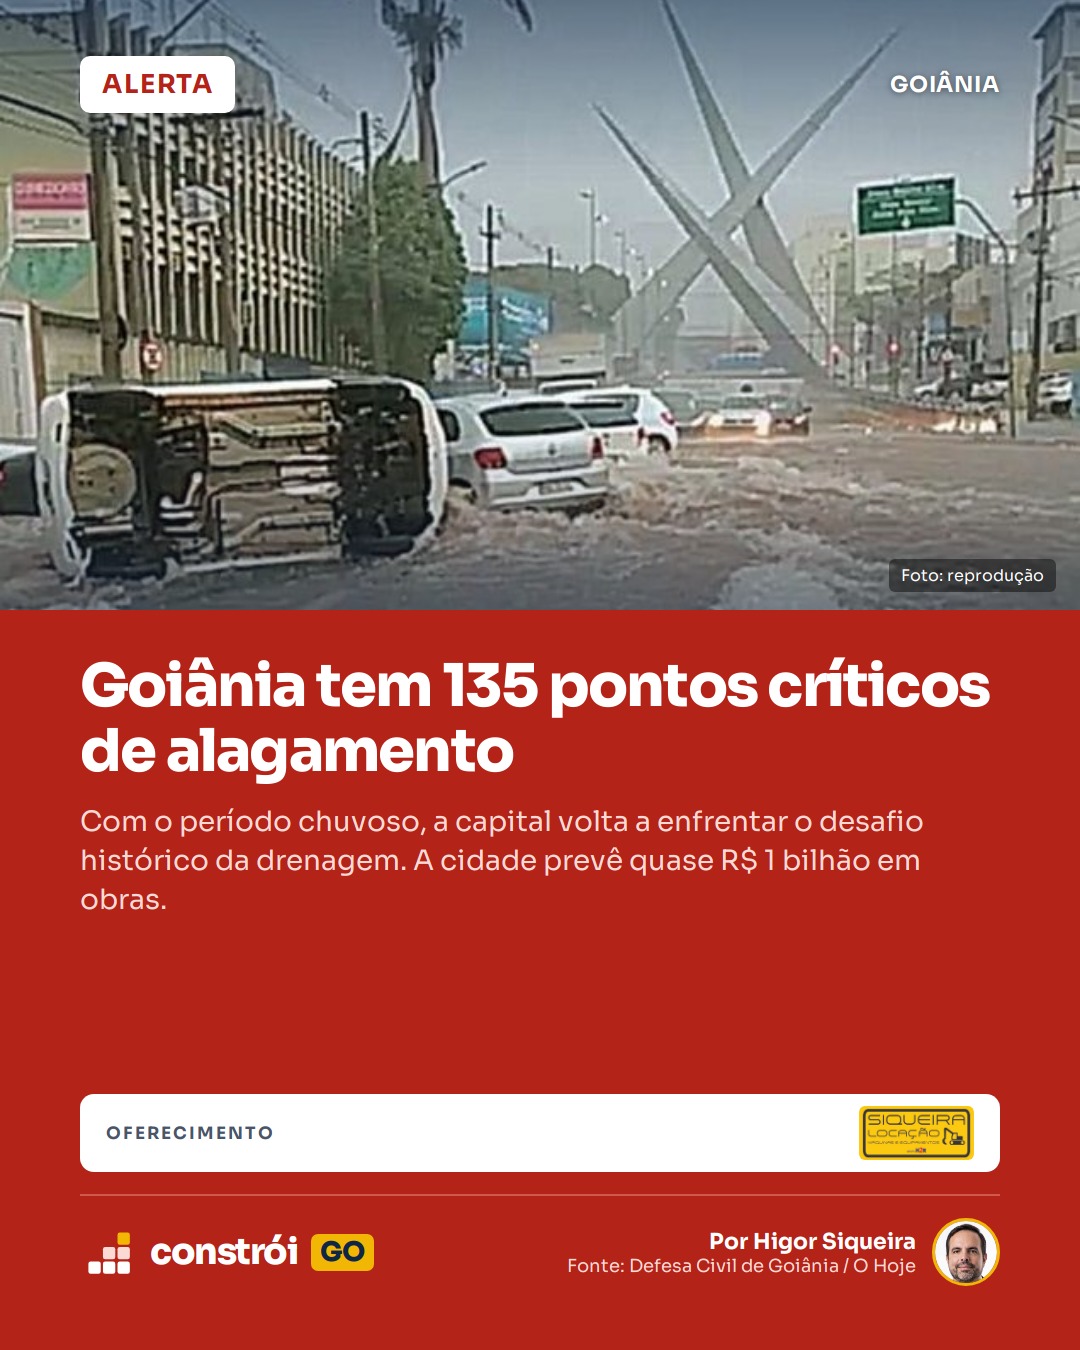 ALERTA
GOIÂNIA
Foto: reprodução
Goiânia tem 135 pontos críticos
de alagamento
Com o período chuvoso, a capital volta a enfrentar o desafio
histórico da drenagem. A cidade prevê quase R$ 1 bilhão em
obras.
OFERECIMENTO
SIQUEIRA
LOCAÇÃO
MÁQUINAS E EQUIPAMENTOS
constrói GO
Por Higor Siqueira
Fonte: Defesa Civil de Goiânia / O Hoje